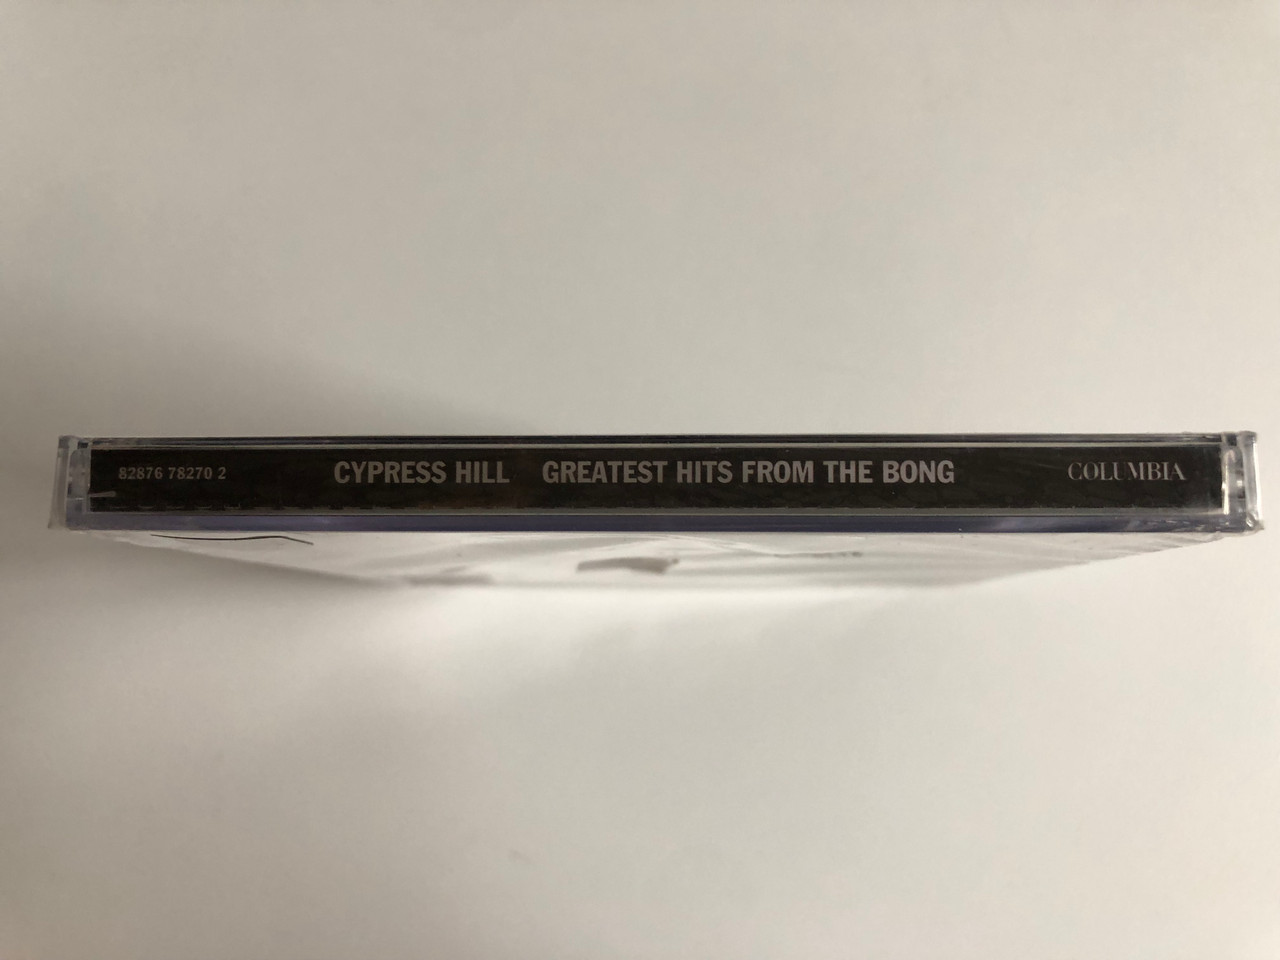 82876 78270 2 CYPRESS HILL GREATEST HITS FROM THE BONG COLUMBIA